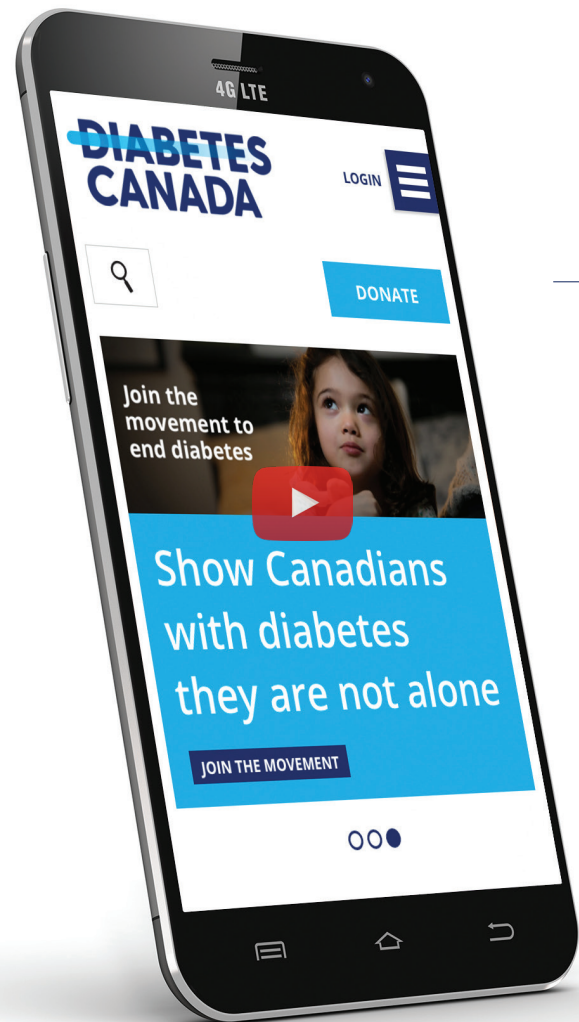 4G LTE
DIABETES
CANADA
LOGIN
DONATE
Join the
movement to
end diabetes
Show Canadians
with diabetes
they are not alone
JOIN THE MOVEMENT